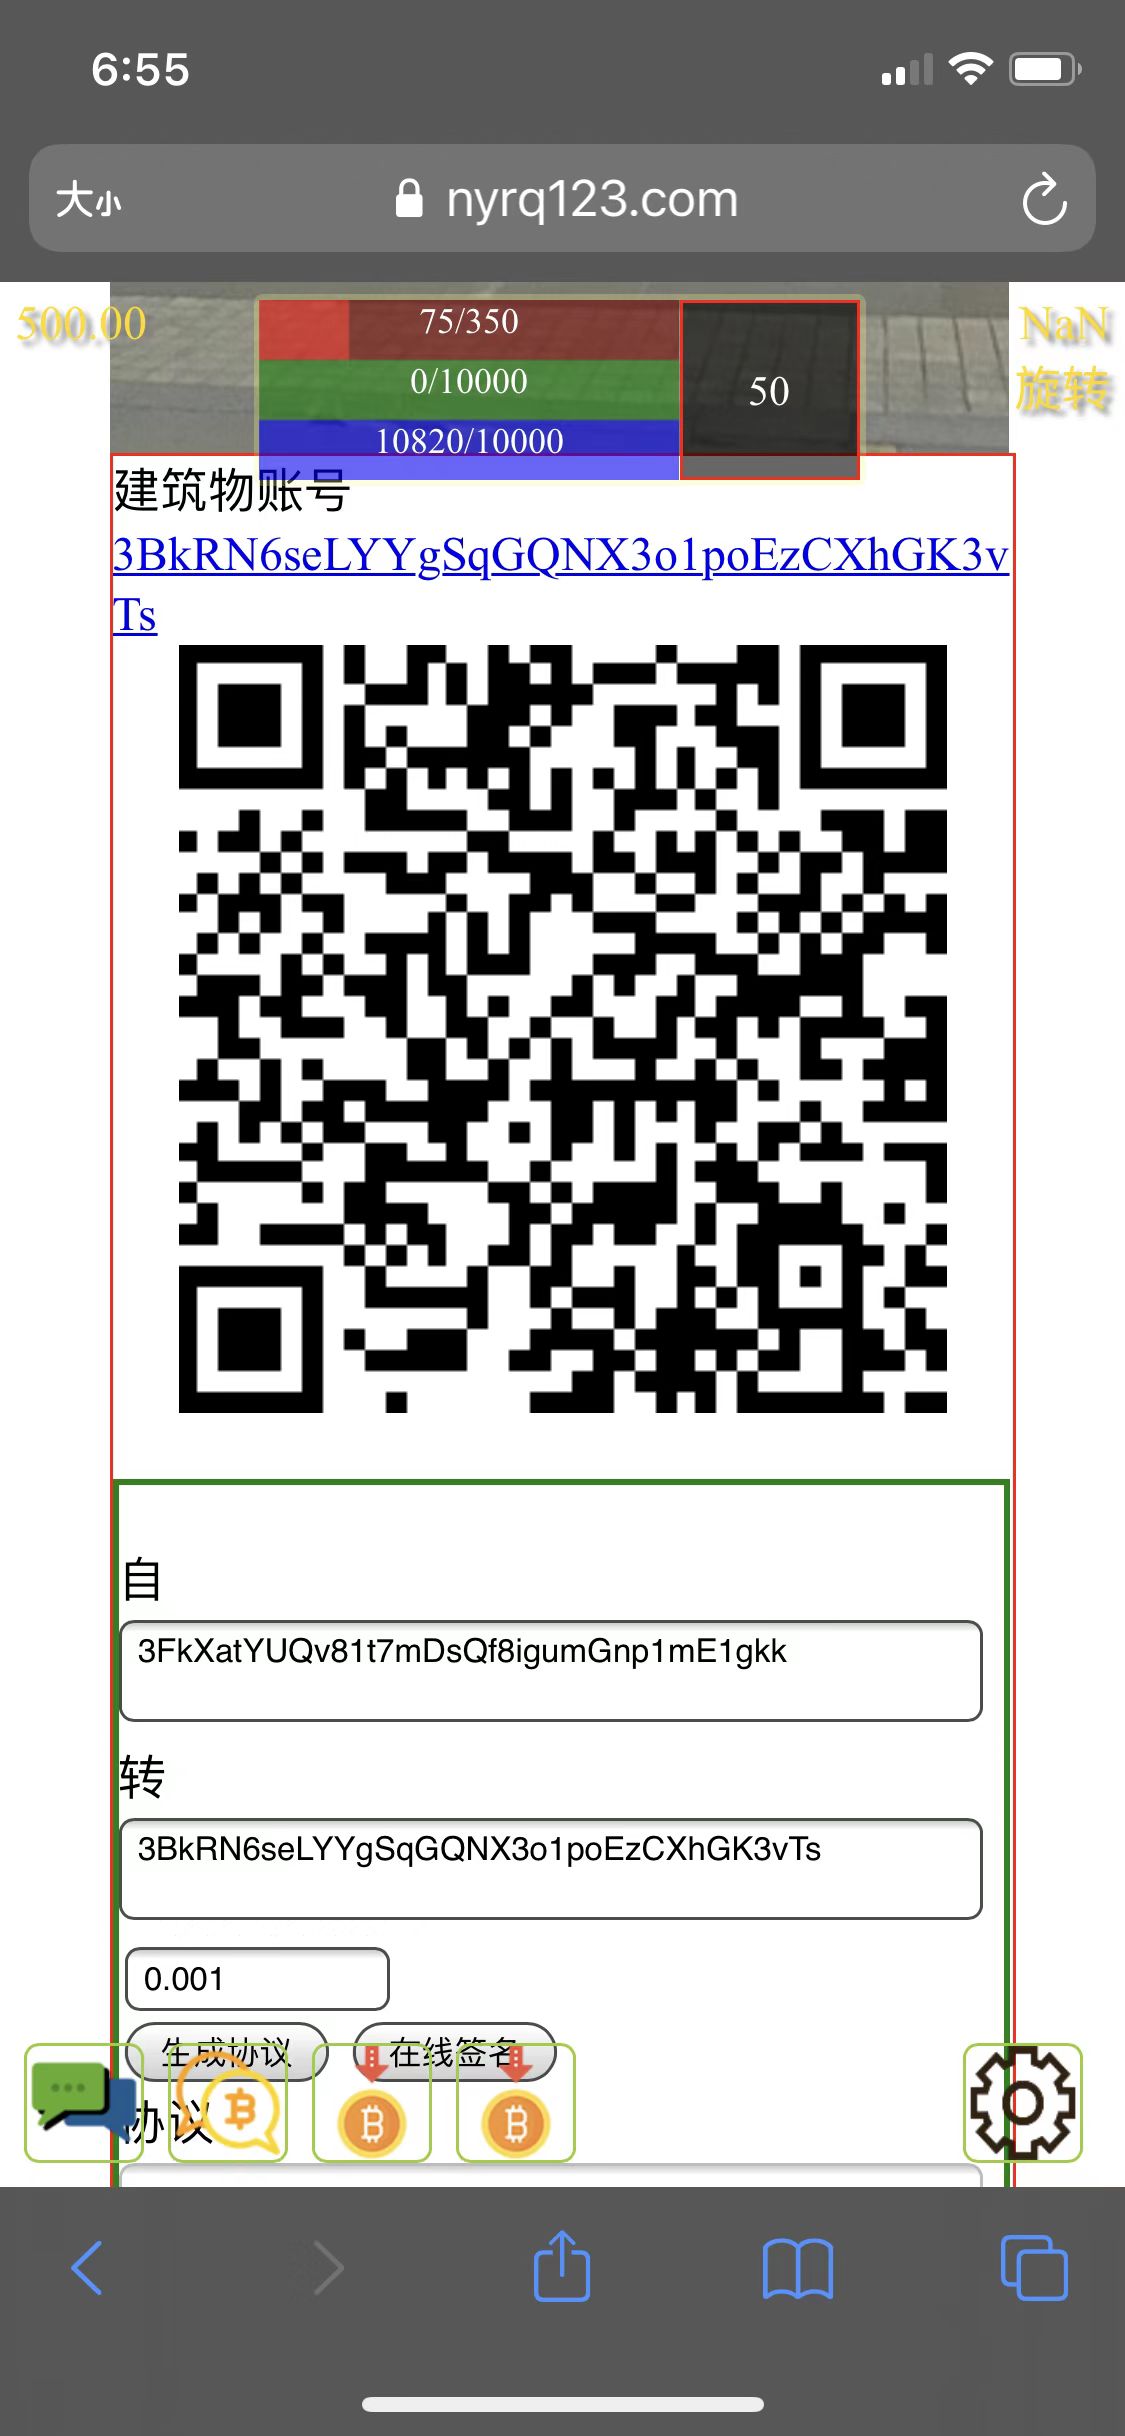 6:55
大小 nyrq123.com
500.00
75/350
NaN
0/10000
50
旋转
10820/10000
建筑物账号
3BkRN6seLYYgSqGQNX3o1poEzCXhGK3v
Ts
自
3FkXatYUQv81t7mDsQf8igumGnp1mE1gkk
转
3BkRN6seLYYgSqGQNX3o1poEzCXhGK3vTs
0.001
生成协议 在线签名
协议